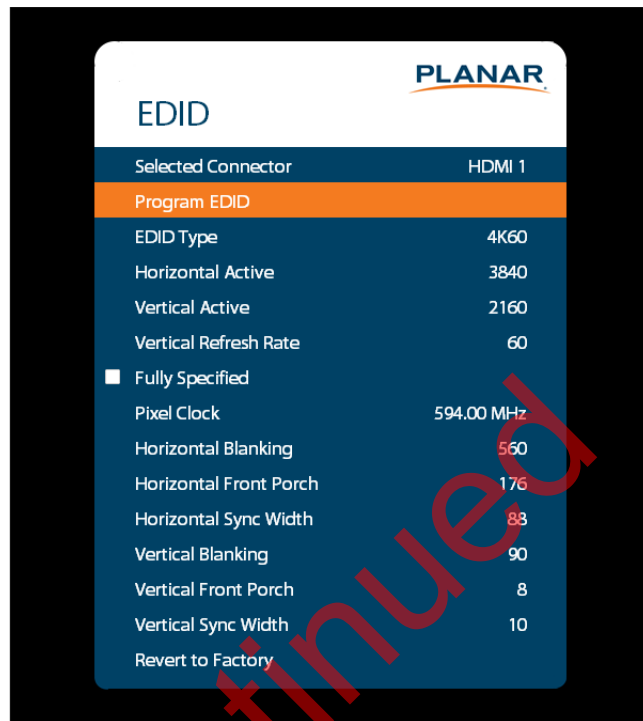 PLANAR
EDID
Selected Connector HDMI 1
Program EDID
EDID Type 4K60
Horizontal Active 3840
Vertical Active 2160
Vertical Refresh Rate 60
Fully Specified
Pixel Clock 594.00 MHz
Horizontal Blanking 560
Horizontal Front Porch 176
Horizontal Sync Width 88
Vertical Blanking 90
Vertical Front Porch 8
Vertical Sync Width 10
Revert to Factory
tinued